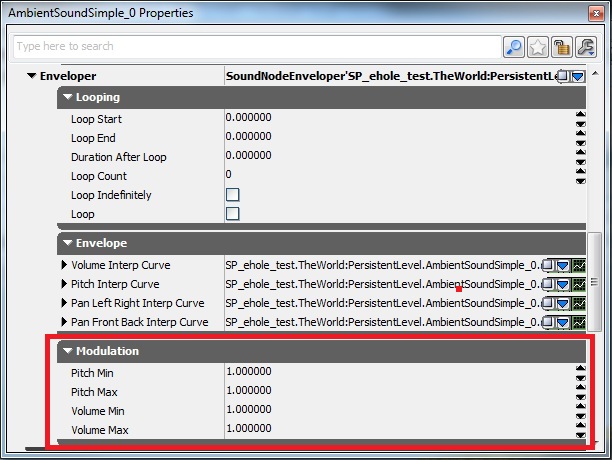 AmbientSoundSimple_0 Properties
Type here to search
Enveloper SoundNodeEnveloper'SP_ehole_test.TheWorld:PersistentLe
Looping
Loop Start 0.000000
Loop End 0.000000
Duration After Loop 0.000000
Loop Count 0
Loop Indefinitely
Loop
Envelope
Volume Interp Curve SP_ehole_test.TheWorld:PersistentLevel.AmbientSoundSimple_0.
Pitch Interp Curve SP_ehole_test.TheWorld:PersistentLevel.AmbientSoundSimple_0.
Pan Left Right Interp Curve SP_ehole_test.TheWorld:PersistentLevel.AmbientSoundSimple_0.
Pan Front Back Interp Curve SP_ehole_test.TheWorld:PersistentLevel.AmbientSoundSimple_0.
Modulation
Pitch Min 1.000000
Pitch Max 1.000000
Volume Min 1.000000
Volume Max 1.000000